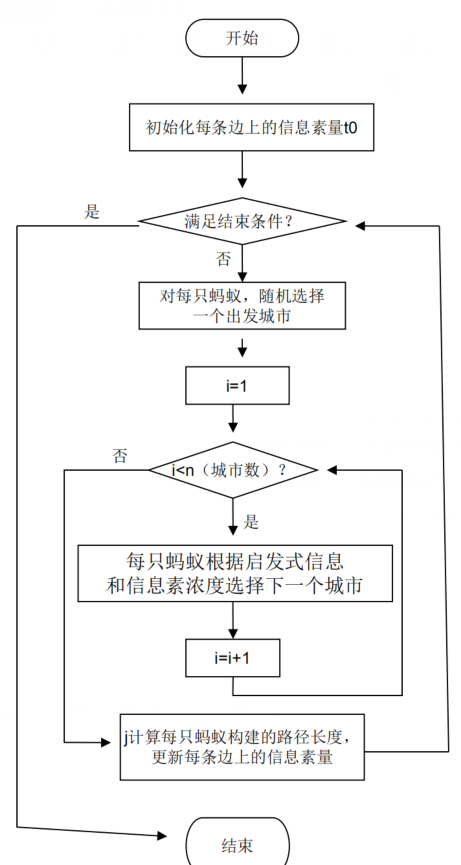 开始
初始化每条边上的信息素量t0
是
满足结束条件？
否
对每只蚂蚁，随机选择
一个出发城市
i=1
否
i<n（城市数）？
是
每只蚂蚁根据启发式信息
和信息素浓度选择下一个城市
i=i+1
j计算每只蚂蚁构建的路径长度，
更新每条边上的信息素量
结束